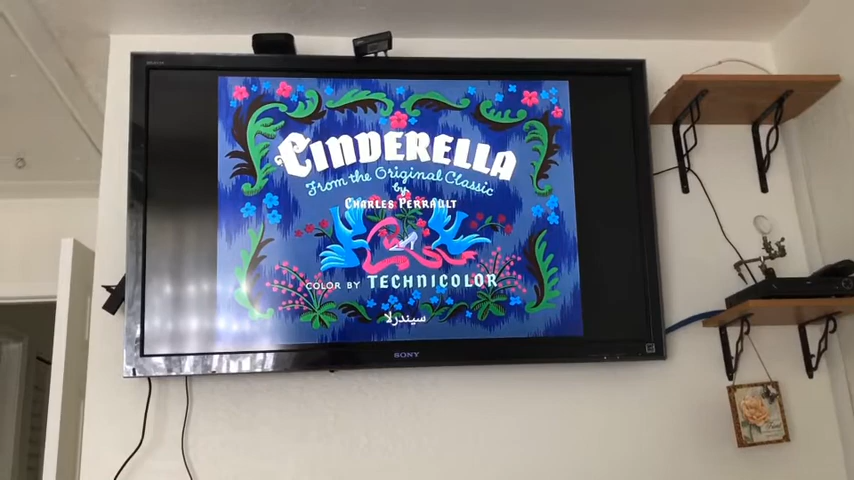 CINDERELLA
From the Original Classic
by
CHARLES PERRAULT
COLOR BY TECHNICOLOR
سيندرلا
SONY